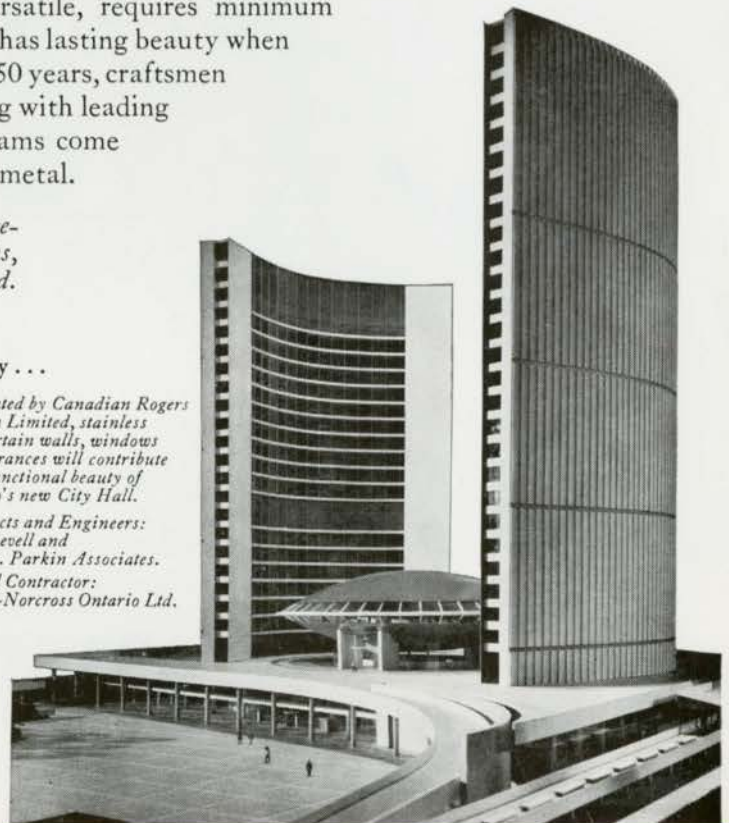 rsatile, requires minimum
has lasting beauty when
50 years, craftsmen
g with leading
ams come
metal.
e-
s,
d.
y ...
ted by Canadian Rogers
n Limited, stainless
rtain walls, windows
rances will contribute
nctional beauty of
o's new City Hall.
cts and Engineers:
evell and
. Parkin Associates.
l Contractor:
-Norcross Ontario Ltd.